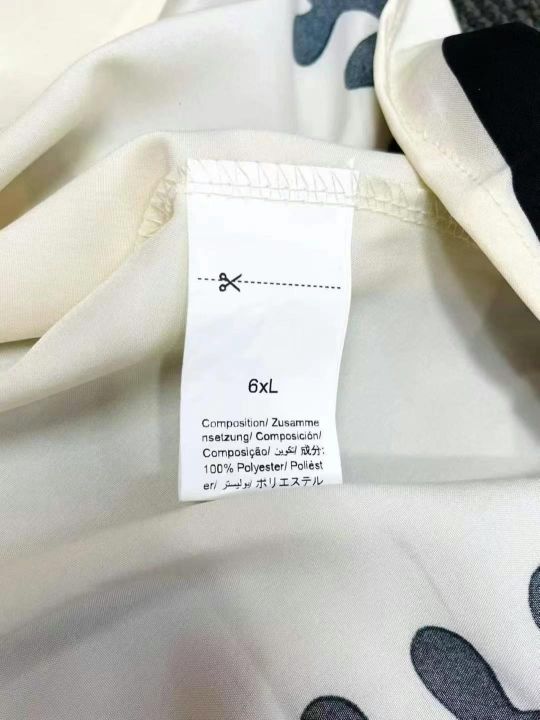 6xL
Composition/ Zusamme
nsetzung/ Composición/
Composição/ تكوين/ 成分:
100% Polyester/ Poliést
er/ بوليستر/ ポリエステル